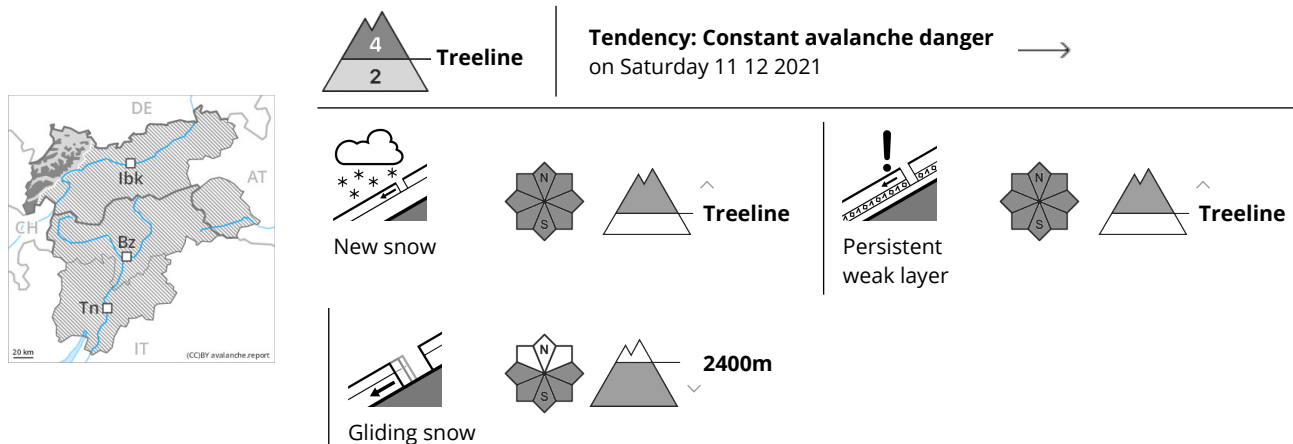 4
2
Treeline
Tendency: Constant avalanche danger
on Saturday 11 12 2021
DE
Ibk
AT
CH
Bz
Tn
IT
20 km
(CC)BY avalanche.report
N
S
Treeline
New snow
N
S
Treeline
Persistent
weak layer
N
S
2400m
Gliding snow